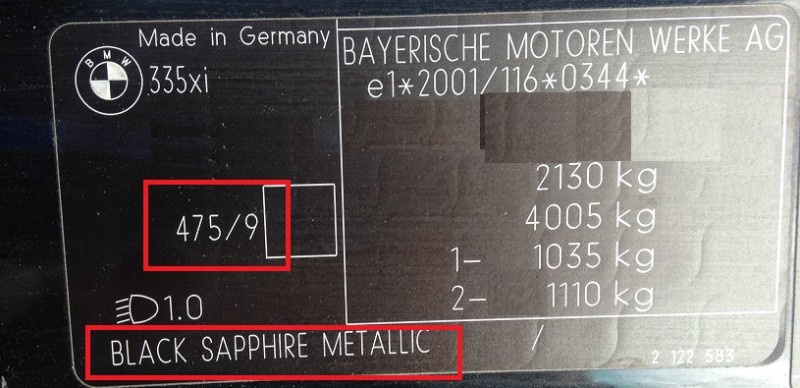 Made in Germany
BMW
335xi
475/9
1.0
BLACK SAPPHIRE METALLIC /
BAYERISCHE MOTOREN WERKE AG
e1*2001/116*0344*
2130 kg
4005 kg
1- 1035 kg
2- 1110 kg
2 122 583